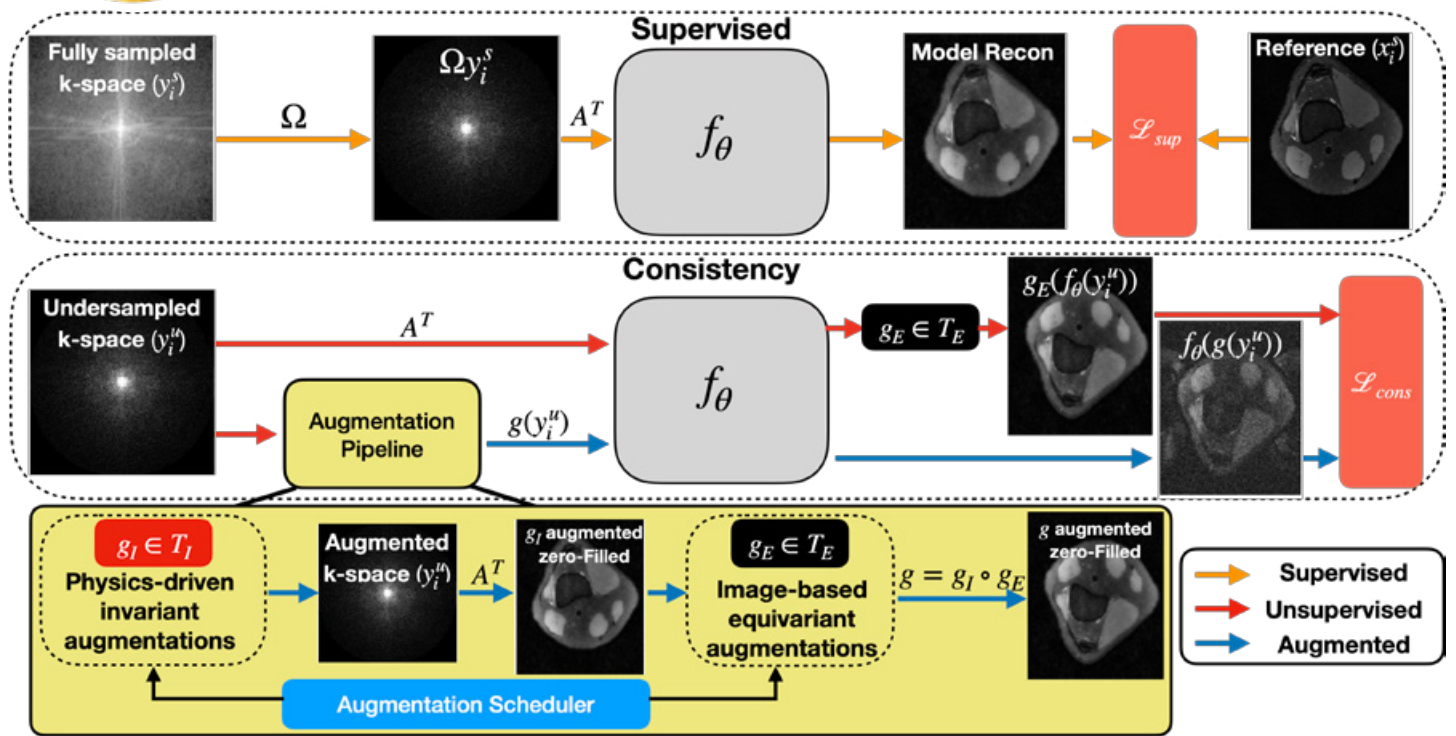 Supervised
Fully sampled
k-space (y_i^s)
Ω
Ωy_i^s
A^T
f_θ
Model Recon
ℒ_sup
Reference (x_i^s)
Consistency
Undersampled
k-space (y_i^u)
A^T
f_θ
g_E ∈ T_E
g_E(f_θ(y_i^u))
f_θ(g(y_i^u))
ℒ_cons
Augmentation
Pipeline
g(y_i^u)
g_I ∈ T_I
Physics-driven
invariant
augmentations
Augmented
k-space (y_i^u)
A^T
g_I augmented
zero-Filled
g_E ∈ T_E
Image-based
equivariant
augmentations
g = g_I ∘ g_E
g augmented
zero-Filled
Augmentation Scheduler
Supervised
Unsupervised
Augmented